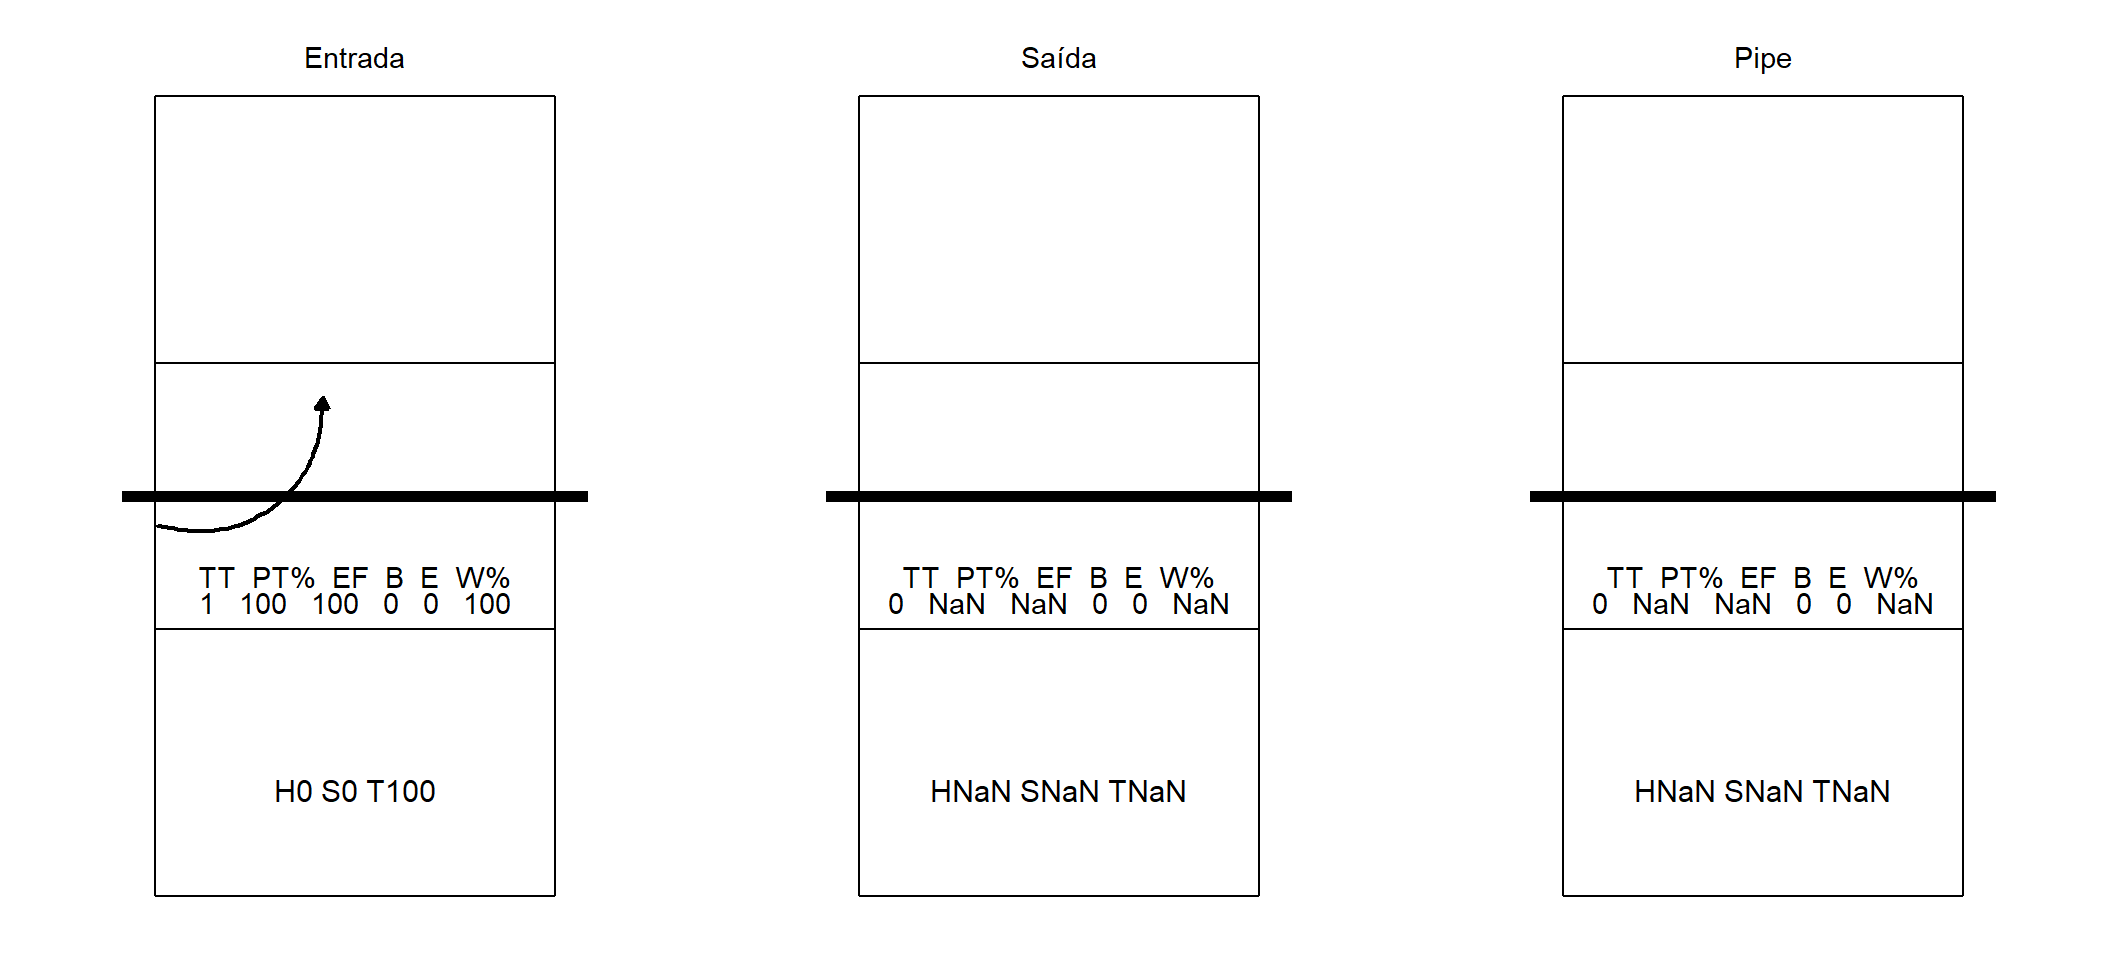 Entrada
TT PT% EF B E W%
1 100 100 0 0 100
H0 S0 T100
Saída
TT PT% EF B E W%
0 NaN NaN 0 0 NaN
HNaN SNaN TNaN
Pipe
TT PT% EF B E W%
0 NaN NaN 0 0 NaN
HNaN SNaN TNaN